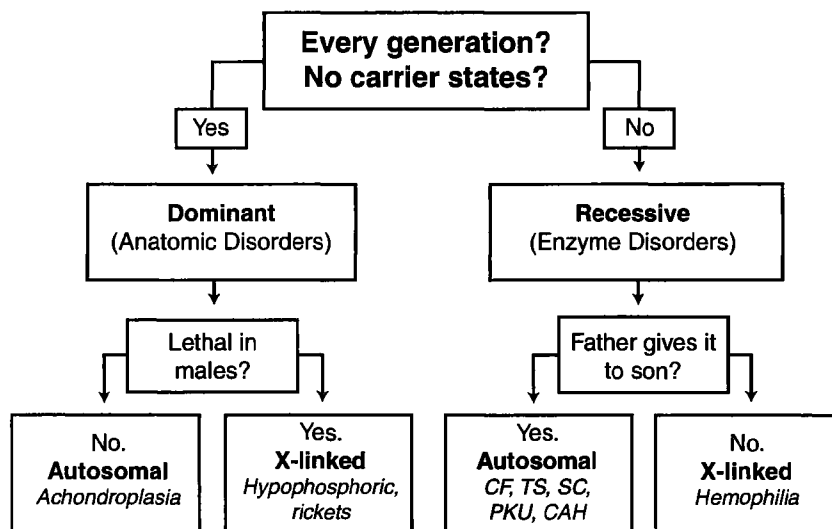 Every generation?
No carrier states?
Yes
No
Dominant
(Anatomic Disorders)
Recessive
(Enzyme Disorders)
Lethal in
males?
Father gives it
to son?
No.
Autosomal
Achondroplasia
Yes.
X-linked
Hypophosphoric,
rickets
Yes.
Autosomal
CF, TS, SC,
PKU, CAH
No.
X-linked
Hemophilia